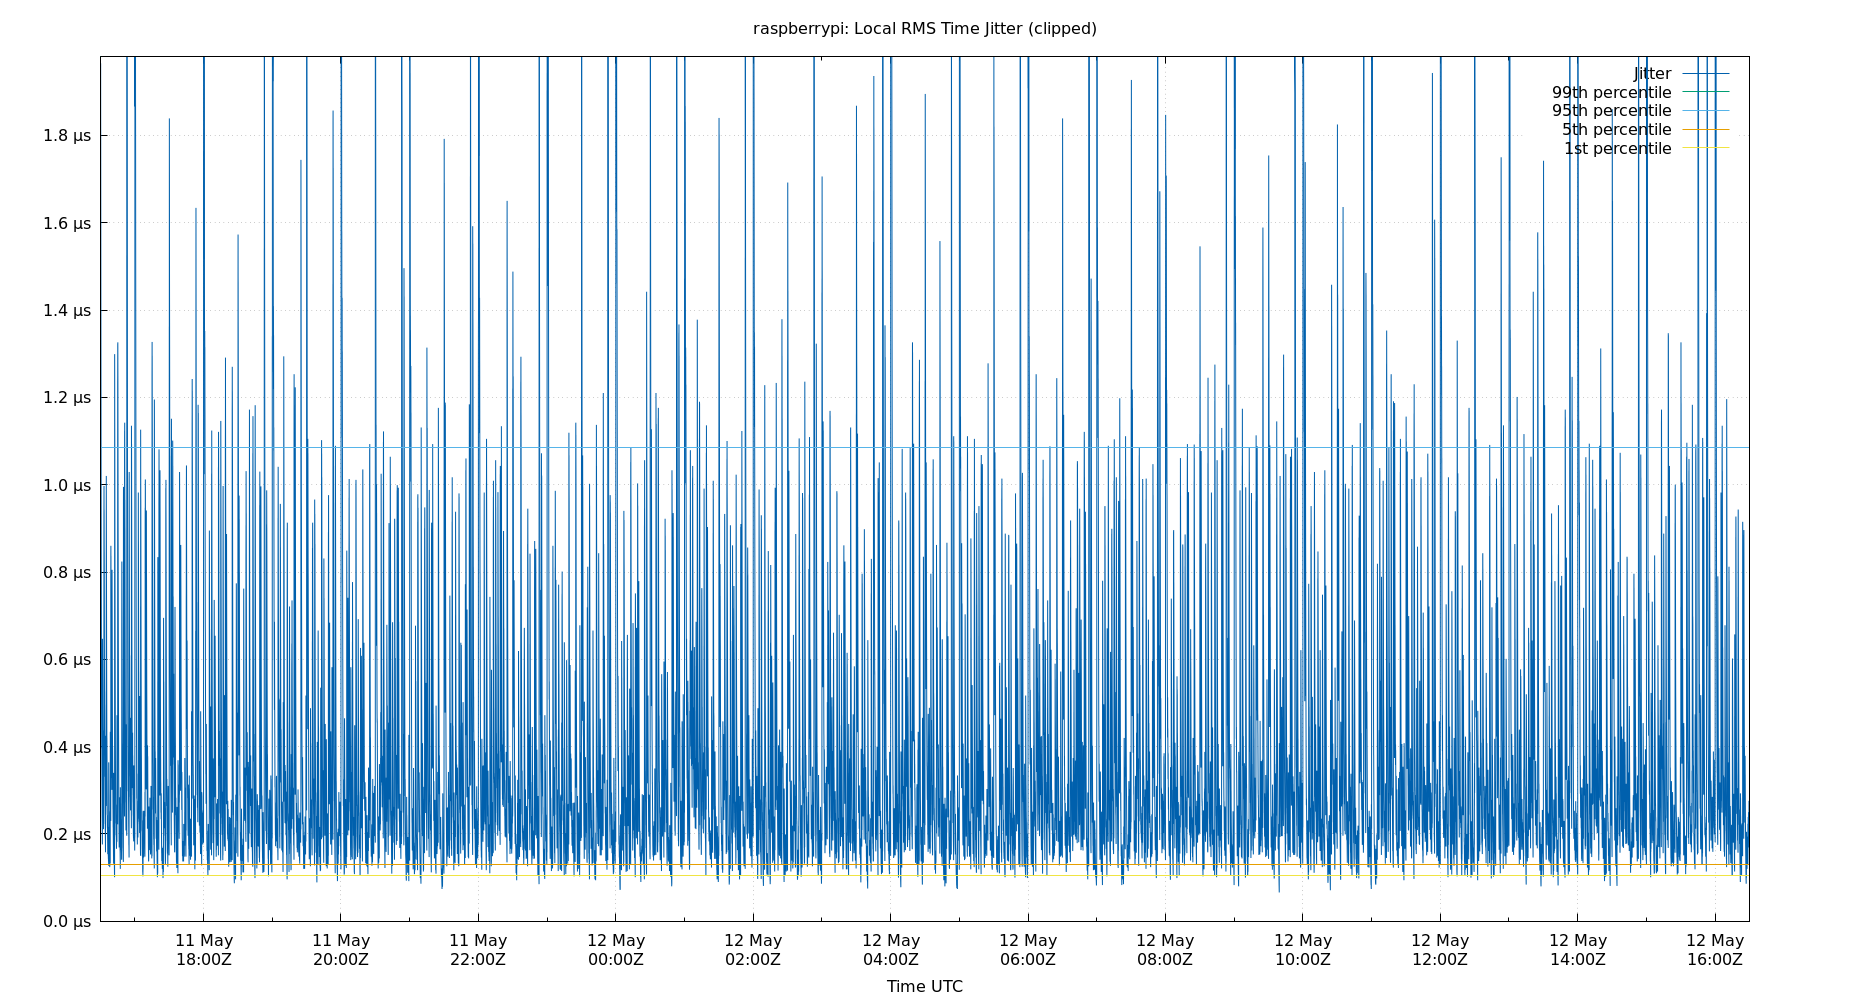 raspberrypi: Local RMS Time Jitter (clipped)
Jitter
99th percentile
95th percentile
5th percentile
1st percentile
1.8 μs
1.6 μs
1.4 μs
1.2 μs
1.0 μs
0.8 μs
0.6 μs
0.4 μs
0.2 μs
0.0 μs
11 May 11 May 11 May 12 May 12 May 12 May 12 May 12 May 12 May 12 May 12 May 12 May
18:00Z 20:00Z 22:00Z 00:00Z 02:00Z 04:00Z 06:00Z 08:00Z 10:00Z 12:00Z 14:00Z 16:00Z
Time UTC